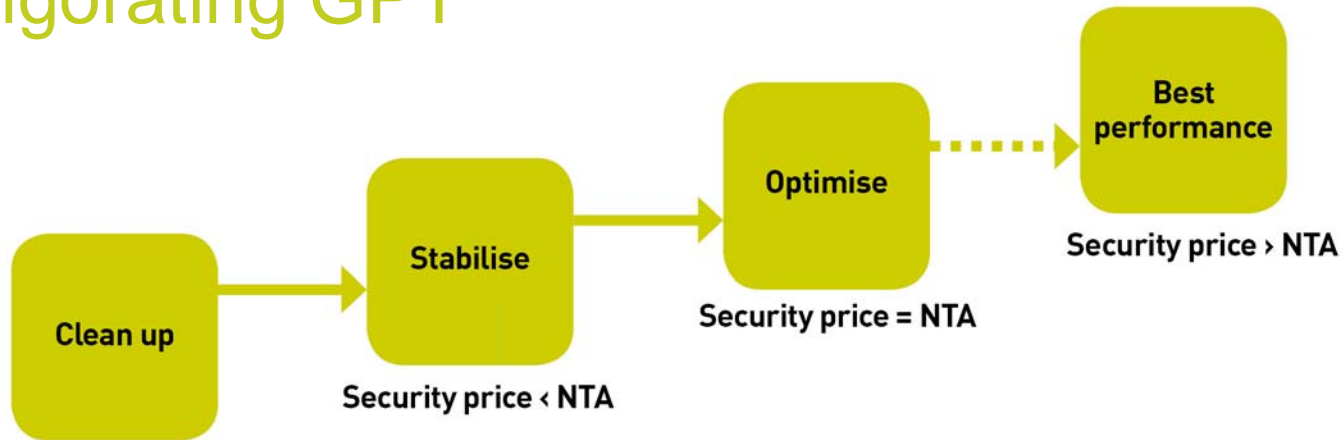 igorating GPT
Best
performance
Optimise
Security price › NTA
Stabilise
Security price = NTA
Clean up
Security price ‹ NTA